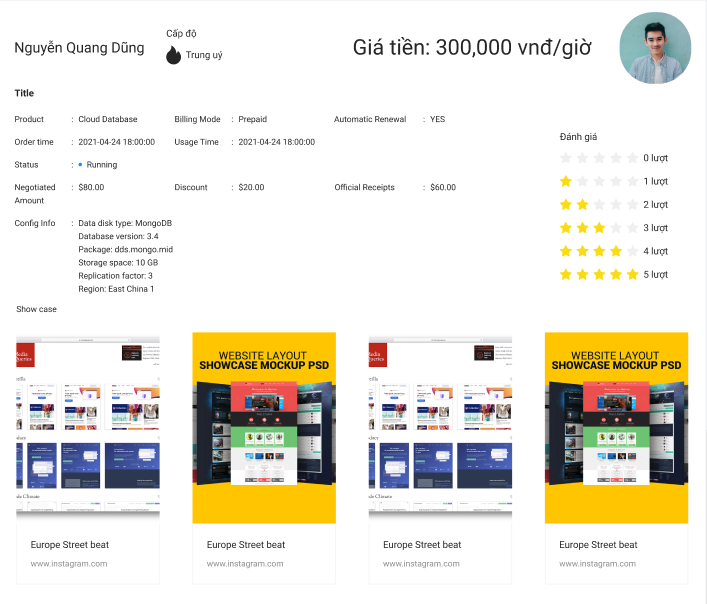 Nguyễn Quang Dũng
Cấp độ
Trung uý
Giá tiền: 300,000 vnđ/giờ
Title
Product : Cloud Database
Billing Mode : Prepaid
Automatic Renewal : YES
Order time : 2021-04-24 18:00:00
Usage Time : 2021-04-24 18:00:00
Status : Running
Negotiated Amount : $80.00
Discount : $20.00
Official Receipts : $60.00
Config Info : Data disk type: MongoDB
Database version: 3.4
Package: dds.mongo.mid
Storage space: 10 GB
Replication factor: 3
Region: East China 1
Đánh giá
0 lượt
1 lượt
2 lượt
3 lượt
4 lượt
5 lượt
Show case
Media
Queries
WEBSITE LAYOUT
SHOWCASE MOCKUP PSD
Media
Queries
WEBSITE LAYOUT
SHOWCASE MOCKUP PSD
Europe Street beat
www.instagram.com
Europe Street beat
www.instagram.com
Europe Street beat
www.instagram.com
Europe Street beat
www.instagram.com